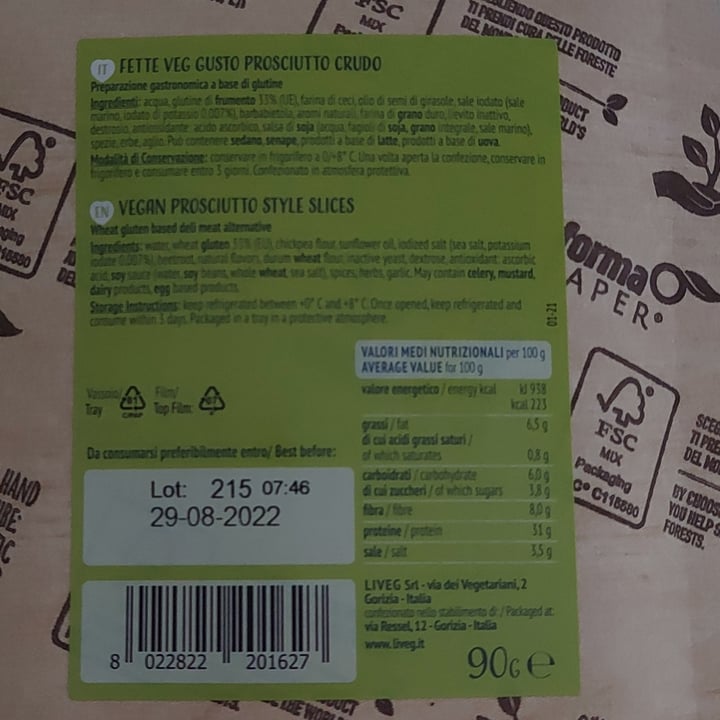 IT FETTE VEG GUSTO PROSCIUTTO CRUDO
Preparazione gastronomica a base di glutine
Ingredienti: acqua, glutine di frumento 33% (UE), farina di ceci, olio di semi di girasole, sale iodato (sale
marino, iodato di potassio 0,007%), barbabietola, aromi naturali, farina di grano duro, lievito inattivo,
destrosio, antiossidante: acido ascorbico, salsa di soia (acqua, fagioli di soia, grano integrale, sale marino),
spezie, erbe, aglio. Può contenere sedano, senape, prodotti a base di latte, prodotti a base di uova.
Modalità di Conservazione: conservare in frigorifero a 0/+8° C. Una volta aperta la confezione, conservare in
frigorifero e consumare entro 3 giorni. Confezionato in atmosfera protettiva.
EN VEGAN PROSCIUTTO STYLE SLICES
Wheat gluten based deli meat alternative
Ingredients: water, wheat gluten 33% (EU), chickpea flour, sunflower oil, iodized salt (sea salt, potassium
iodate 0,007%), beetroot, natural flavors, durum wheat flour, inactive yeast, dextrose, antioxidant: ascorbic
acid, soy sauce (water, soy beans, whole wheat, sea salt), spices, herbs, garlic. May contain celery, mustard,
dairy products, egg based products.
Storage Instructions: keep refrigerated between +0° C and +8° C. Once opened, keep refrigerated and
consume within 3 days. Packaged in a tray in a protective atmosphere.
01-21
VALORI MEDI NUTRIZIONALI per 100 g
AVERAGE VALUE for 100 g
valore energetico / energy kcal kJ 938
kcal 223
grassi / fat 6,5 g
di cui acidi grassi saturi /
of which saturates 0,8 g
carboidrati / carbohydrate 6,0 g
di cui zuccheri / of which sugars 3,8 g
fibra / fibre 8,0 g
proteine / protein 31 g
sale / salt 3,5 g
Vassoio/ Film/
Tray Top Film:
Da consumarsi preferibilmente entro/ Best before:
Lot: 215 07:46
29-08-2022
8 022822 201627
LIVEG Srl - via dei Vegetariani, 2
Gorizia - Italia
confezionato nello stabilimento di: / Packaged at:
via Ressel, 12 - Gorizia - Italia
www.liveg.it
90G e
FSC
MIX
QUESTO PRODOTTO
TI PRENDI CURA DELLE FORESTE
DEL
FSC
MIX
forma
APER®
FSC
MIX
Packaging
C° C116580
SCEG
TI PRE
DEL M
BY CHOOS
YOU HELP
FORESTS.
HAND